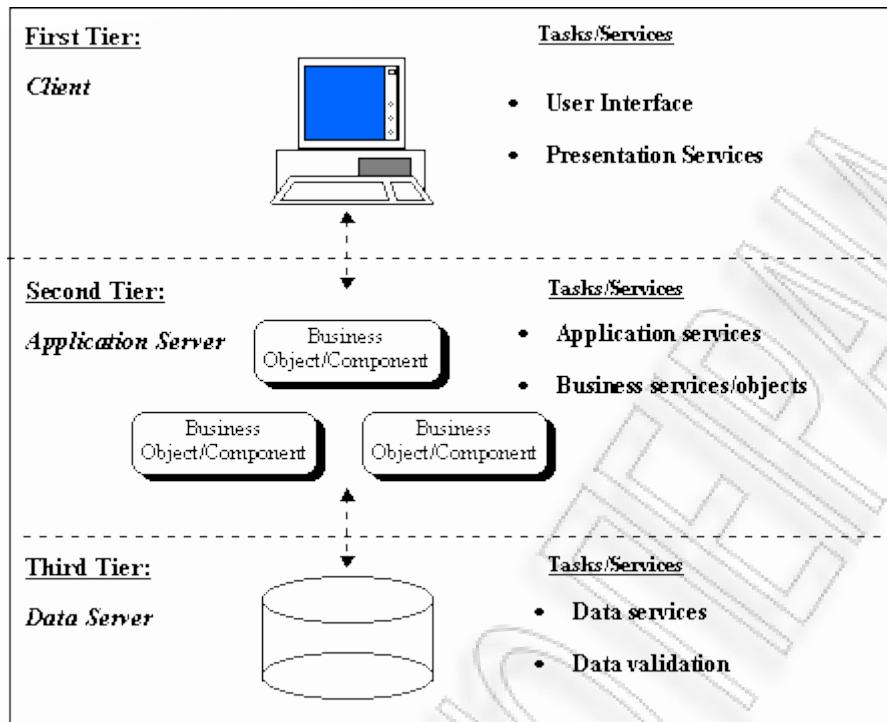 First Tier:
Client
Tasks/Services
• User Interface
• Presentation Services
Second Tier:
Application Server
Business
Object/Component
Business
Object/Component
Business
Object/Component
Tasks/Services
• Application services
• Business services/objects
Third Tier:
Data Server
Tasks/Services
• Data services
• Data validation